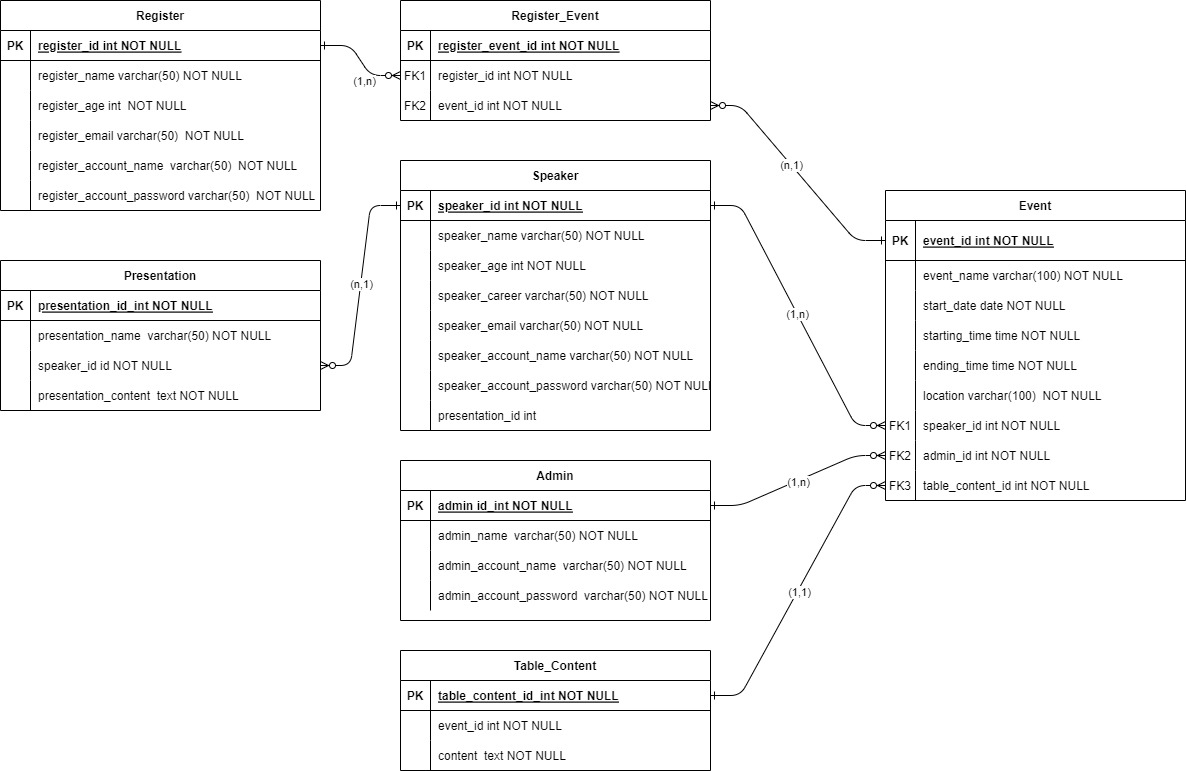 Register
PK register_id int NOT NULL
register_name varchar(50) NOT NULL
register_age int  NOT NULL
register_email varchar(50)  NOT NULL
register_account_name  varchar(50)  NOT NULL
register_account_password varchar(50)  NOT NULL
(1,n)
Register_Event
PK register_event_id int NOT NULL
FK1 register_id int NOT NULL
FK2 event_id int NOT NULL
(n,1)
Presentation
PK presentation_id_int NOT NULL
presentation_name  varchar(50) NOT NULL
speaker_id id NOT NULL
presentation_content  text NOT NULL
(n,1)
Speaker
PK speaker_id int NOT NULL
speaker_name varchar(50) NOT NULL
speaker_age int NOT NULL
speaker_career varchar(50) NOT NULL
speaker_email varchar(50) NOT NULL
speaker_account_name varchar(50) NOT NULL
speaker_account_password varchar(50) NOT NULL
presentation_id int
(1,n)
Event
PK event_id int NOT NULL
event_name varchar(100) NOT NULL
start_date date NOT NULL
starting_time time NOT NULL
ending_time time NOT NULL
location varchar(100)  NOT NULL
FK1 speaker_id int NOT NULL
FK2 admin_id int NOT NULL
FK3 table_content_id int NOT NULL
Admin
PK admin id_int NOT NULL
admin_name  varchar(50) NOT NULL
admin_account_name  varchar(50) NOT NULL
admin_account_password  varchar(50) NOT NULL
(1,n)
(1,1)
Table_Content
PK table_content_id_int NOT NULL
event_id int NOT NULL
content  text NOT NULL